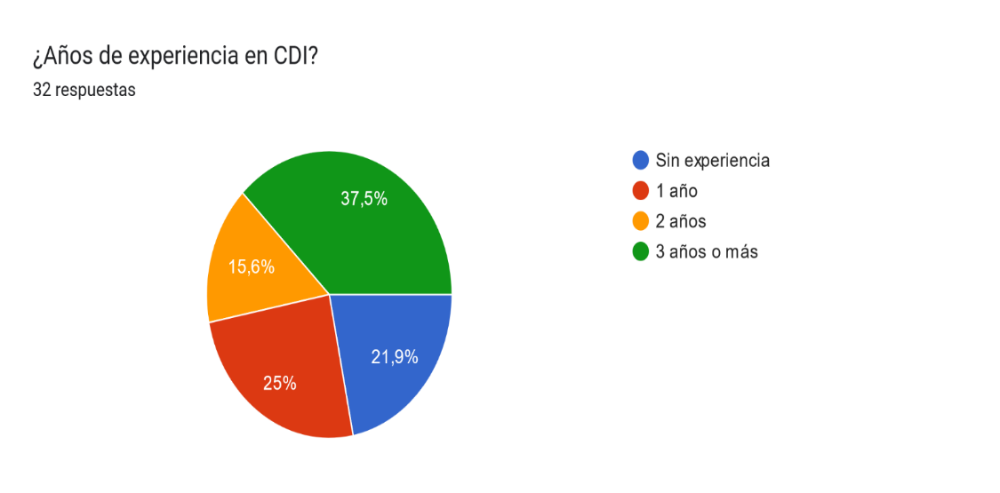 ¿Años de experiencia en CDI?
32 respuestas
37,5%
15,6%
21,9%
25%
Sin experiencia
1 año
2 años
3 años o más